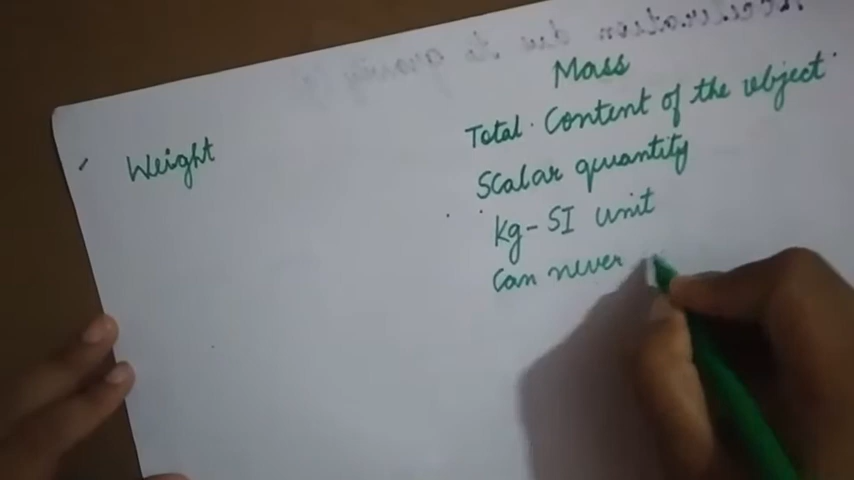 Mass
Total. Content of the object.
Weight
Scalar quantity
Kg - SI unit
Can never